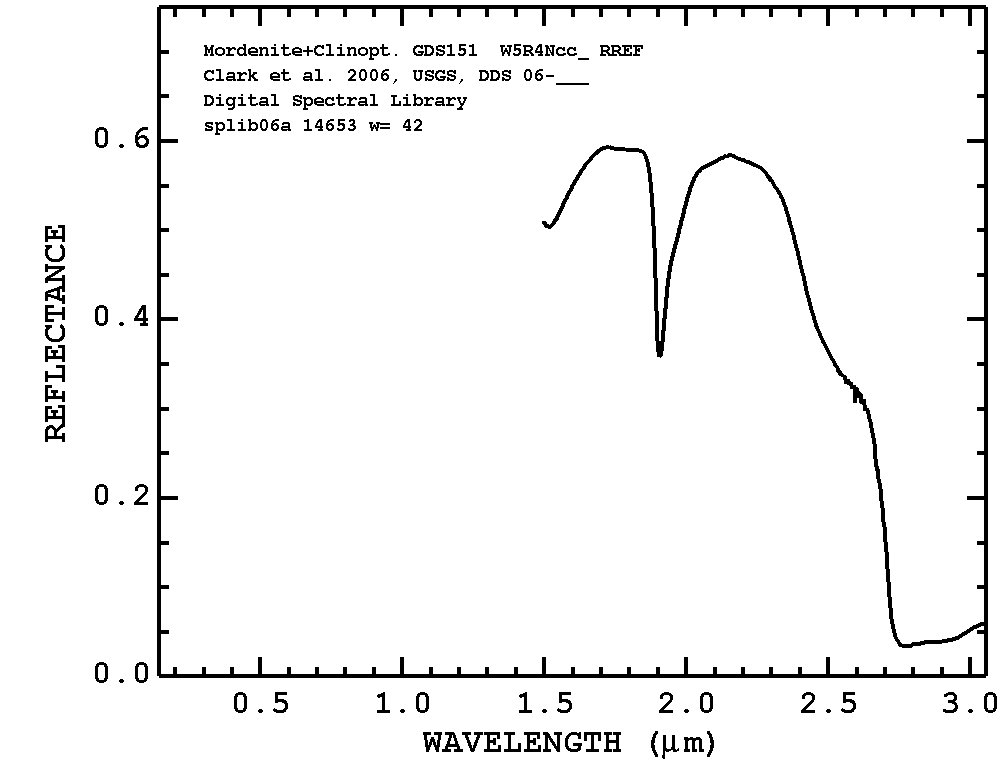 Mordenite+Clinopt. GDS151 W5R4Ncc_ RREF
Clark et al. 2006, USGS, DDS 06-___
Digital Spectral Library
splib06a 14653 w= 42
0.6
0.4
0.2
0.0
REFLECTANCE
0.5 1.0 1.5 2.0 2.5 3.0
WAVELENGTH (μm)